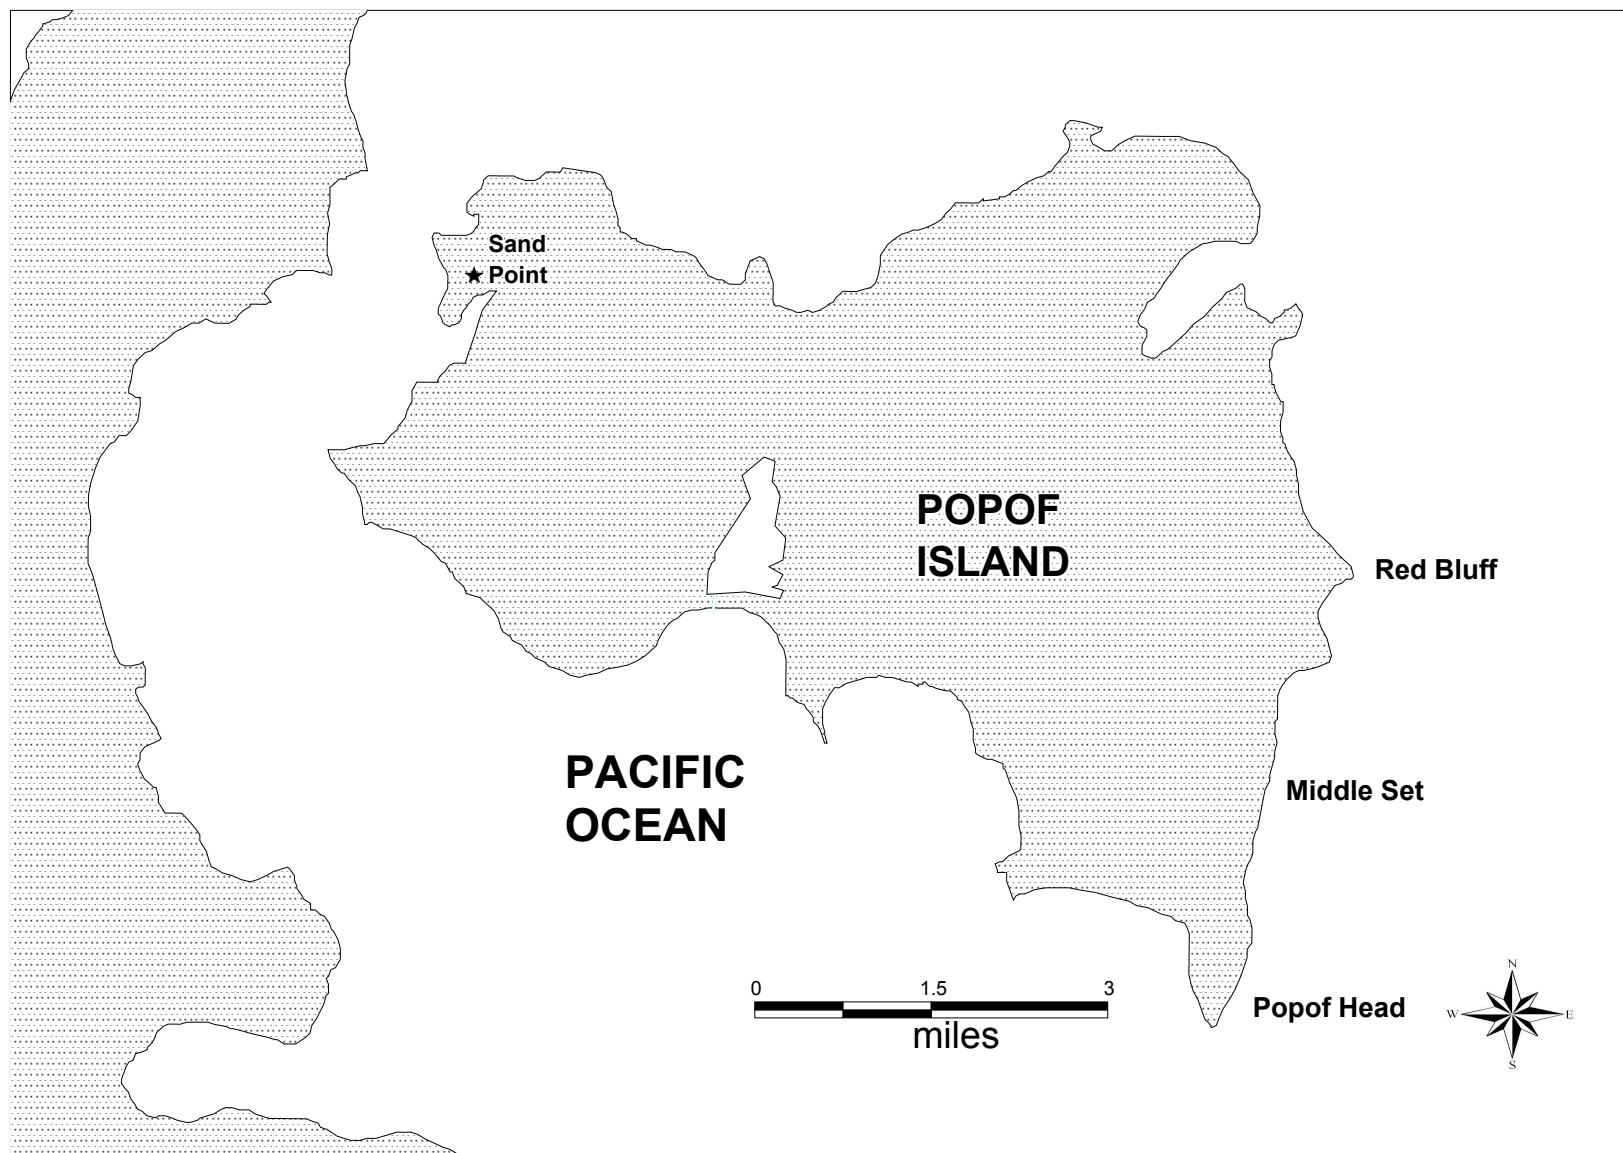 Sand
Point
POPOF
ISLAND
Red Bluff
PACIFIC
OCEAN
Middle Set
0 1.5 3
miles
Popof Head
N
W E
S